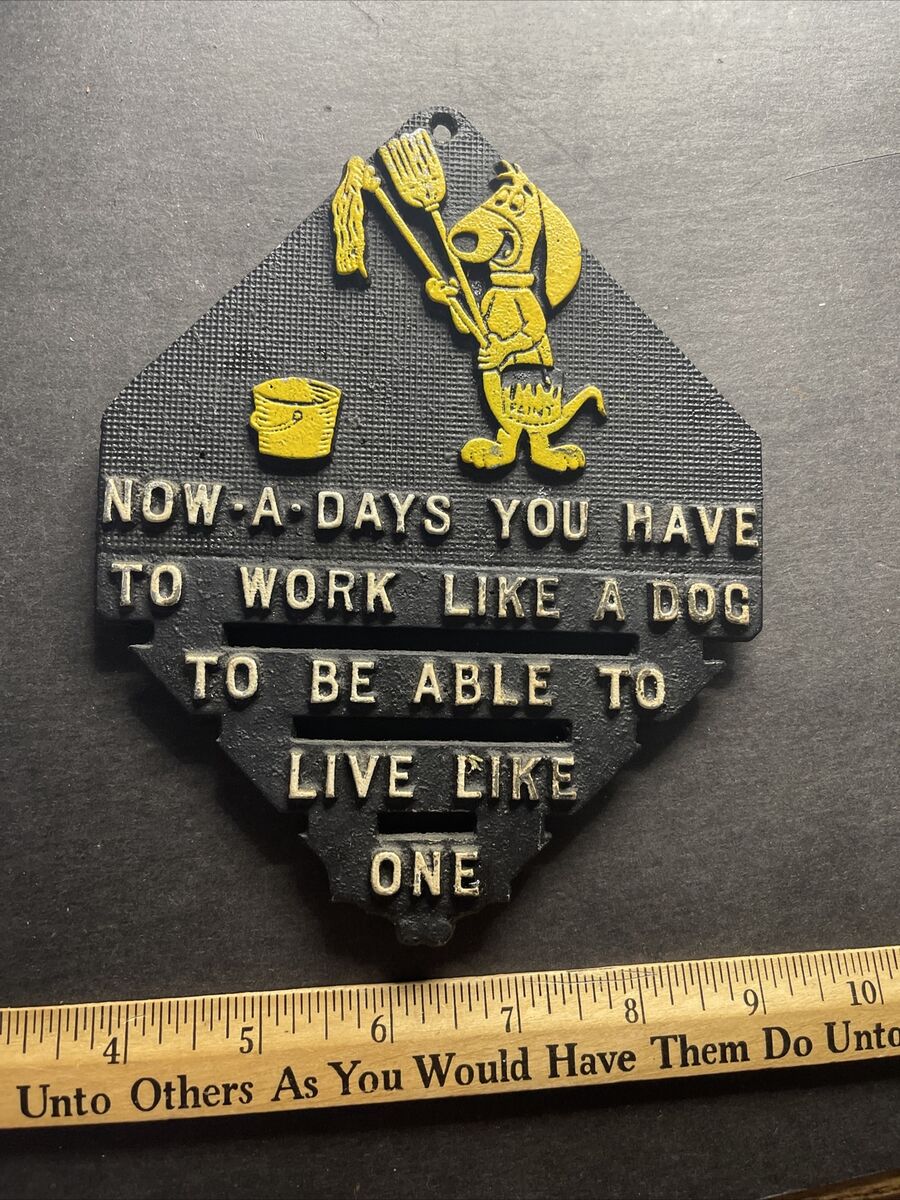 PAINT
NOW-A-DAYS YOU HAVE
TO WORK LIKE A DOG
TO BE ABLE TO
LIVE LIKE
ONE
4 5 6 7 8 9 10
Unto Others As You Would Have Them Do Unto